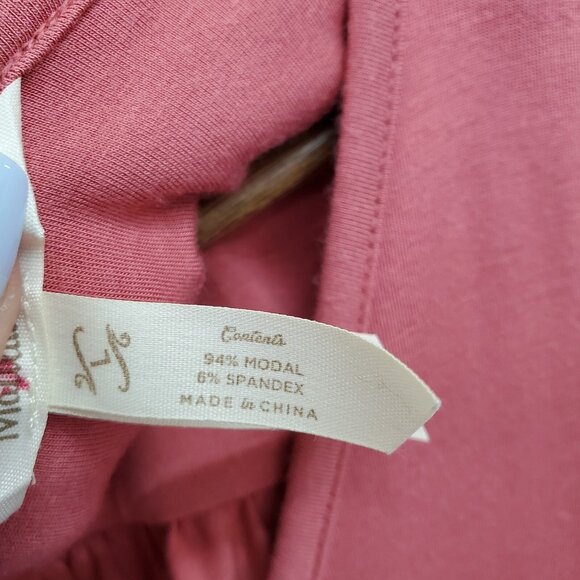 L
Contents
94% MODAL
6% SPANDEX
MADE in CHINA